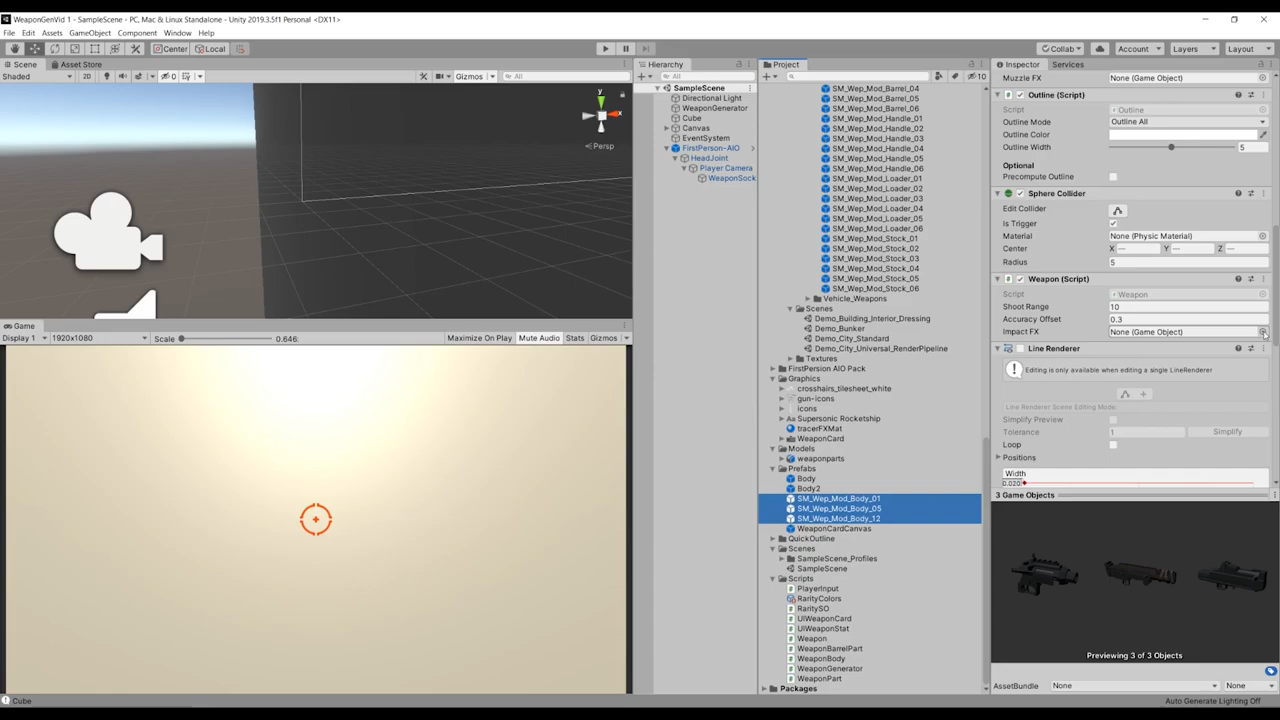 WeaponGenVid 1 - SampleScene - PC, Mac & Linux Standalone - Unity 2019.3.5f1 Personal <DX11>
File Edit Assets GameObject Component Window Help
Center Local Collab Account Layers Layout
Scene Asset Store
Shaded 2D 0 Gizmos All
y
x
Persp
Game
Display 1 1920x1080 Scale 0.646: Maximize On Play Mute Audio Stats Gizmos
Hierarchy
All
SampleScene
Directional Light
WeaponGenerator
Cube
Canvas
EventSystem
FirstPerson-AIO
HeadJoint
Player Camera
WeaponSock
Project
10
SM_Wep_Mod_Barrel_04
SM_Wep_Mod_Barrel_05
SM_Wep_Mod_Barrel_06
SM_Wep_Mod_Handle_01
SM_Wep_Mod_Handle_02
SM_Wep_Mod_Handle_03
SM_Wep_Mod_Handle_04
SM_Wep_Mod_Handle_05
SM_Wep_Mod_Handle_06
SM_Wep_Mod_Loader_01
SM_Wep_Mod_Loader_02
SM_Wep_Mod_Loader_03
SM_Wep_Mod_Loader_04
SM_Wep_Mod_Loader_05
SM_Wep_Mod_Loader_06
SM_Wep_Mod_Stock_01
SM_Wep_Mod_Stock_02
SM_Wep_Mod_Stock_03
SM_Wep_Mod_Stock_04
SM_Wep_Mod_Stock_05
SM_Wep_Mod_Stock_06
Vehicle_Weapons
Scenes
Demo_Building_Interior_Dressing
Demo_Bunker
Demo_City_Standard
Demo_City_Universal_RenderPipeline
Textures
FirstPerson AIO Pack
Graphics
crosshairs_tilesheet_white
gun-icons
icons
Supersonic Rocketship
tracerFXMat
WeaponCard
Models
weaponparts
Prefabs
Body
Body2
SM_Wep_Mod_Body_01
SM_Wep_Mod_Body_05
SM_Wep_Mod_Body_12
WeaponCardCanvas
QuickOutline
Scenes
SampleScene_Profiles
SampleScene
Scripts
PlayerInput
RarityColors
RaritySO
UIWeaponCard
UIWeaponStat
Weapon
WeaponBarrelPart
WeaponBody
WeaponGenerator
WeaponPart
Packages
Inspector Services
Muzzle FX None (Game Object)
Outline (Script)
Script Outline
Outline Mode Outline All
Outline Color
Outline Width 5
Optional
Precompute Outline
Sphere Collider
Edit Collider
Is Trigger
Material None (Physic Material)
Center X — Y — Z —
Radius 5
Weapon (Script)
Script Weapon
Shoot Range 10
Accuracy Offset 0.3
Impact FX None (Game Object)
Line Renderer
Editing is only available when editing a single LineRenderer
Line Renderer Scene Editing Mode:
Simplify Preview
Tolerance 1 Simplify
Loop
Positions
Width
0.020
3 Game Objects
Previewing 3 of 3 Objects
AssetBundle None None
Cube
Auto Generate Lighting Off